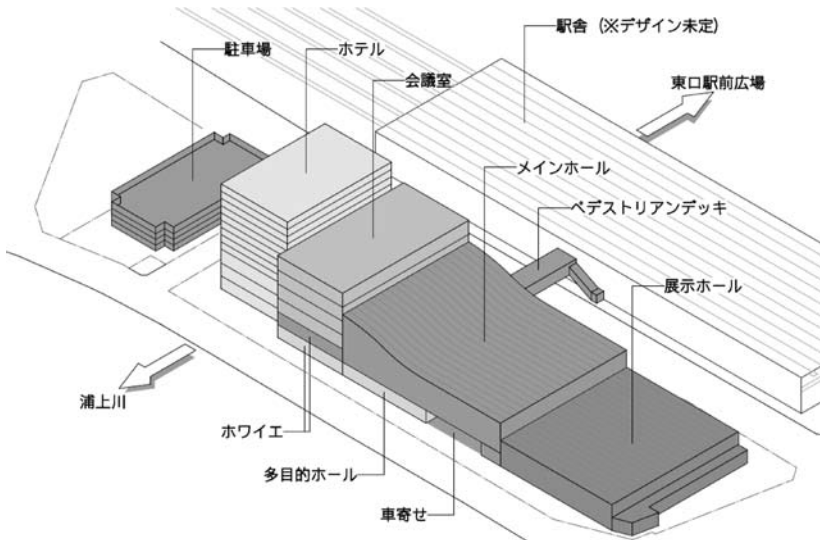 駅舎（※デザイン未定）
駐車場
ホテル
会議室
東口駅前広場
メインホール
ペデストリアンデッキ
展示ホール
浦上川
ホワイエ
多目的ホール
車寄せ